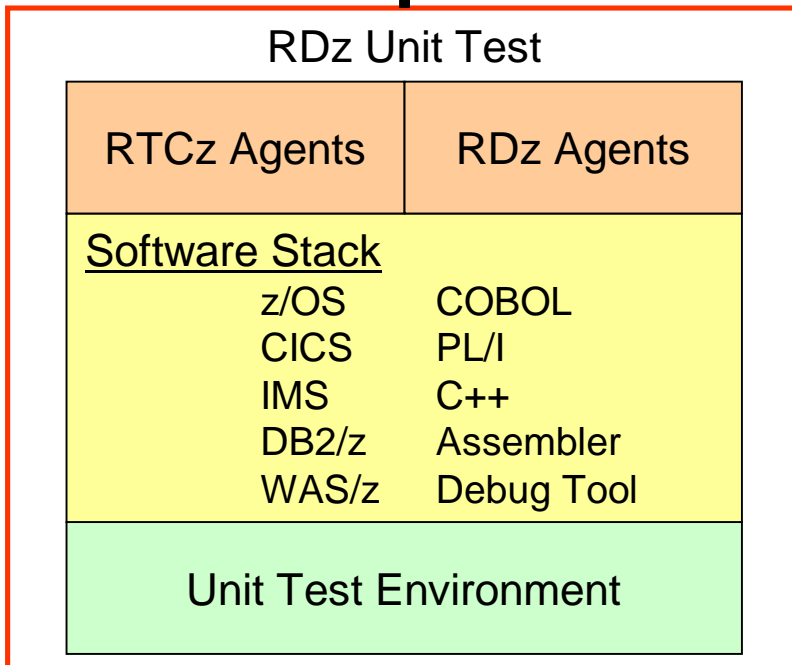 RDz Unit Test
RTCz Agents RDz Agents
Software Stack
z/OS COBOL
CICS PL/I
IMS C++
DB2/z Assembler
WAS/z Debug Tool
Unit Test Environment